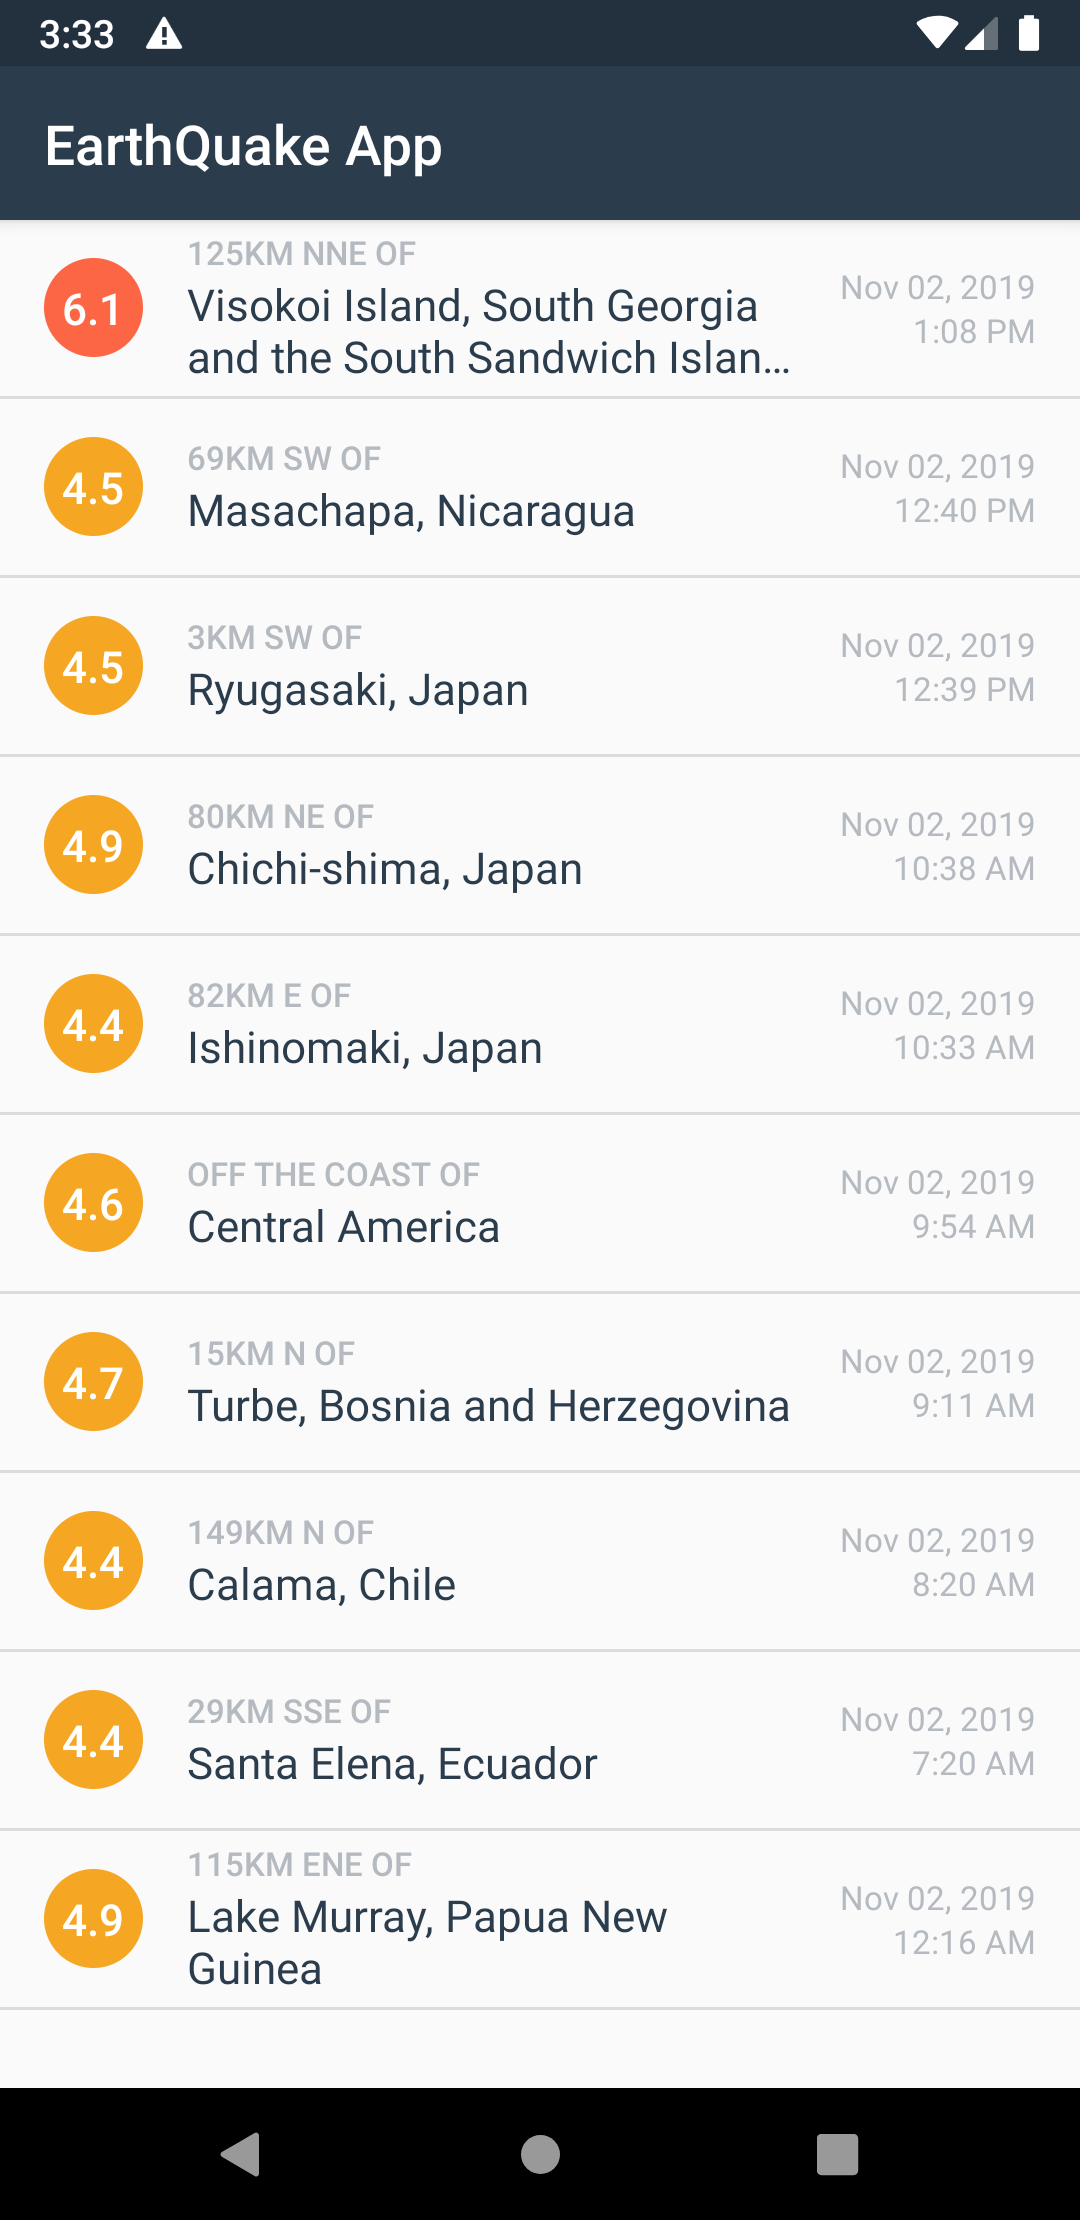 3:33
EarthQuake App
6.1
125KM NNE OF
Visokoi Island, South Georgia
and the South Sandwich Islan…
Nov 02, 2019
1:08 PM
4.5
69KM SW OF
Masachapa, Nicaragua
Nov 02, 2019
12:40 PM
4.5
3KM SW OF
Ryugasaki, Japan
Nov 02, 2019
12:39 PM
4.9
80KM NE OF
Chichi-shima, Japan
Nov 02, 2019
10:38 AM
4.4
82KM E OF
Ishinomaki, Japan
Nov 02, 2019
10:33 AM
4.6
OFF THE COAST OF
Central America
Nov 02, 2019
9:54 AM
4.7
15KM N OF
Turbe, Bosnia and Herzegovina
Nov 02, 2019
9:11 AM
4.4
149KM N OF
Calama, Chile
Nov 02, 2019
8:20 AM
4.4
29KM SSE OF
Santa Elena, Ecuador
Nov 02, 2019
7:20 AM
4.9
115KM ENE OF
Lake Murray, Papua New
Guinea
Nov 02, 2019
12:16 AM